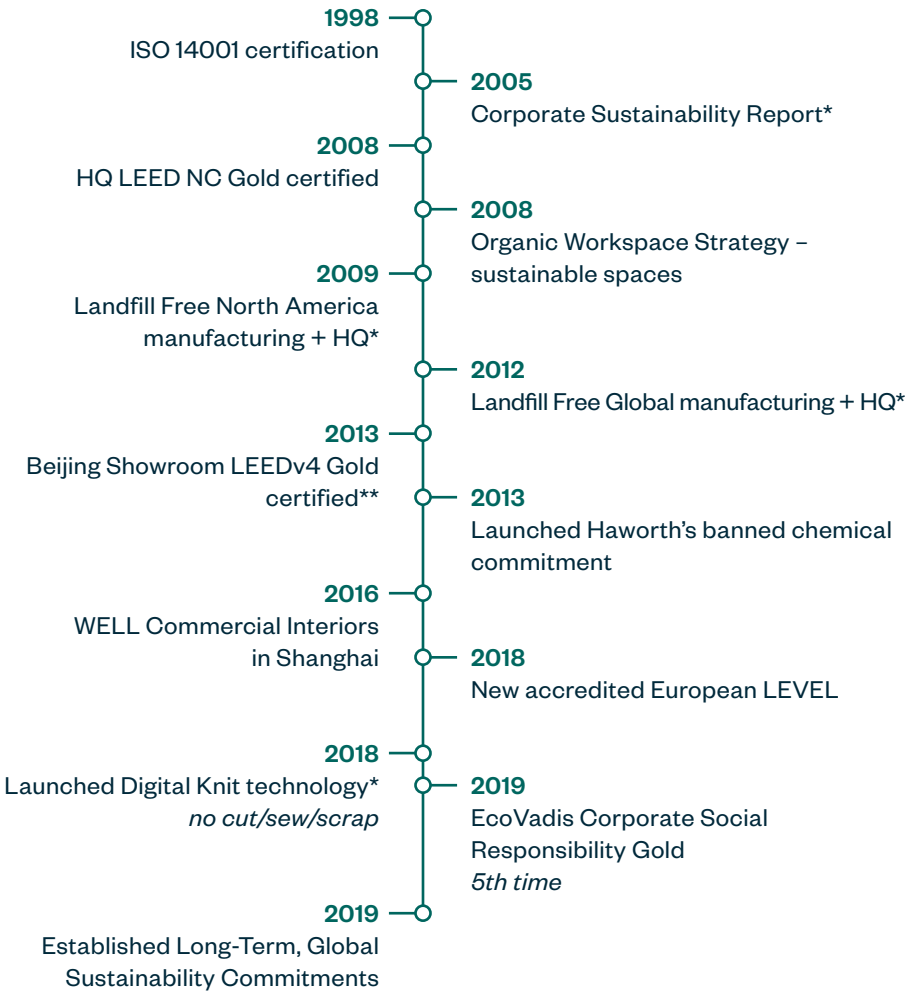 1998
ISO 14001 certification
2005
Corporate Sustainability Report*
2008
HQ LEED NC Gold certified
2008
Organic Workspace Strategy –
sustainable spaces
2009
Landfill Free North America
manufacturing + HQ*
2012
Landfill Free Global manufacturing + HQ*
2013
Beijing Showroom LEEDv4 Gold
certified**
2013
Launched Haworth’s banned chemical
commitment
2016
WELL Commercial Interiors
in Shanghai
2018
New accredited European LEVEL
2018
Launched Digital Knit technology*
no cut/sew/scrap
2019
EcoVadis Corporate Social
Responsibility Gold
5th time
2019
Established Long-Term, Global
Sustainability Commitments